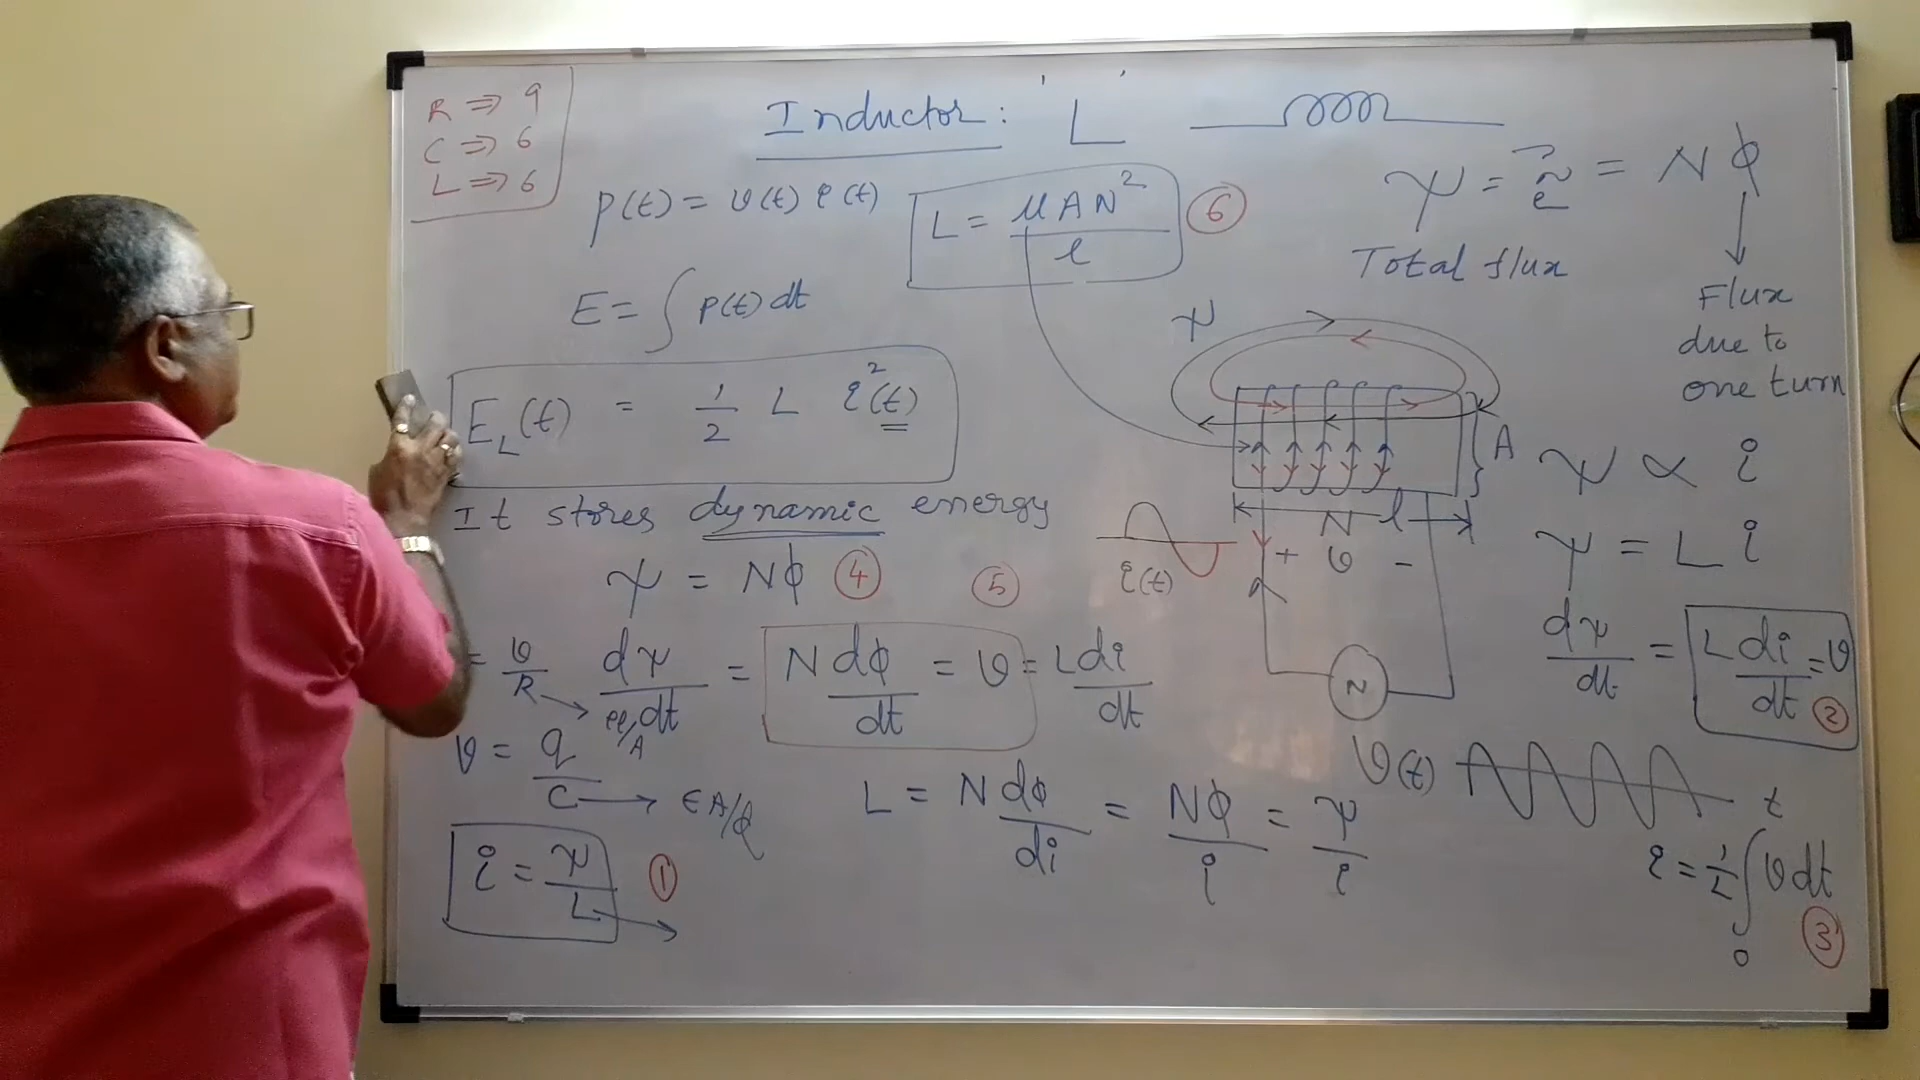 R ⇒ 9
C ⇒ 6
L ⇒ 6
Inductor: 'L'
p(t) = v(t) i(t)
L = μAN²/l ⑥
E = ∫ p(t) dt
E_L(t) = 1/2 L i²(t)
It stores dynamic energy
ψ = Nφ ④ ⑤
= v/R
dψ/dt = N dφ/dt = v = L di/dt
ρl/A
v = q/C → εA/d
i = ψ/L ①
L = N dφ/di = Nφ/i = ψ/i
ψ = = Nφ
Total flux
Flux
due to
one turn
ψ
A
N l
i(t)
+ v -
~
ψ ∝ i
ψ = L i
dψ/dt = L di/dt = v ②
v(t) t
i = 1/L ∫₀ v dt ③